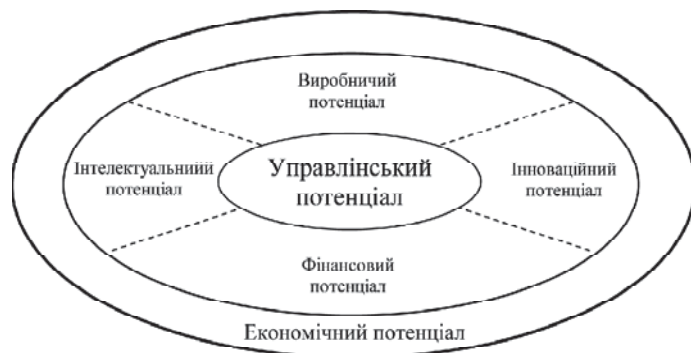 Виробничий
потенціал
Інтелектуальниий
потенціал
Управлінський
потенціал
Інноваційний
потенціал
Фінансовий
потенціал
Економічний потенціал